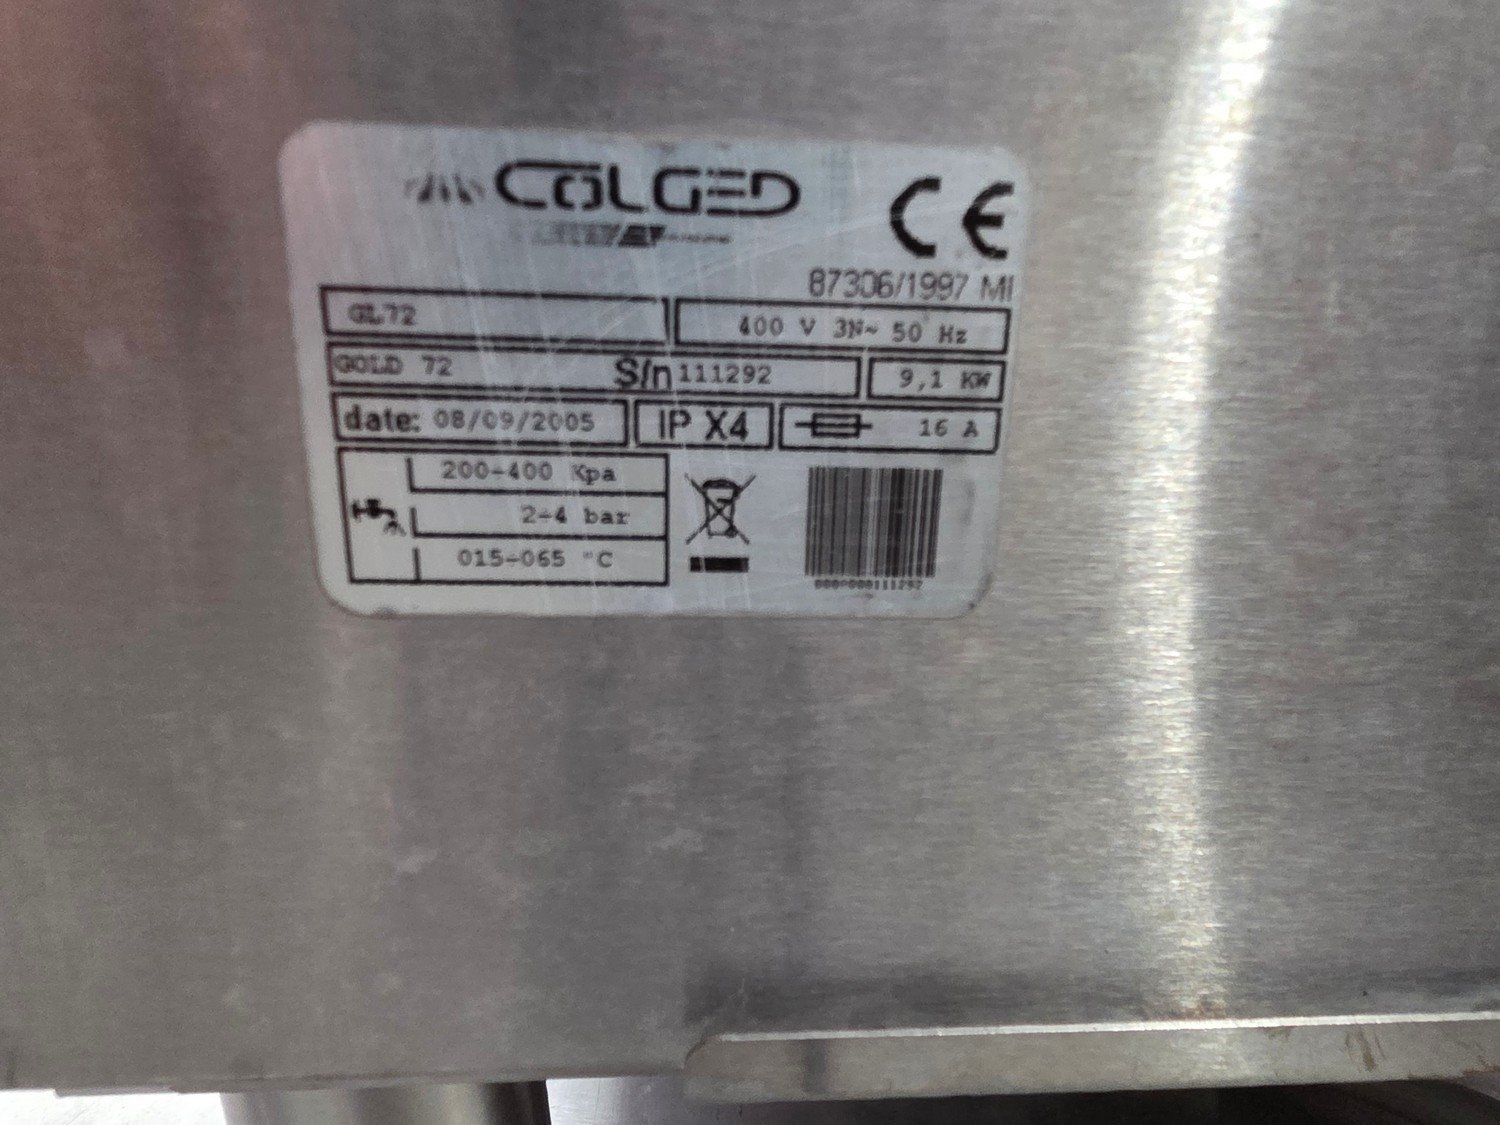 COLGED
CE
87306/1997 MI
GL72
400 V 3N~ 50 Hz
GOLD 72 S/n 111292
9,1 KW
date: 08/09/2005 IP X4 16 A
200÷400 Kpa
2÷4 bar
015÷065 °C